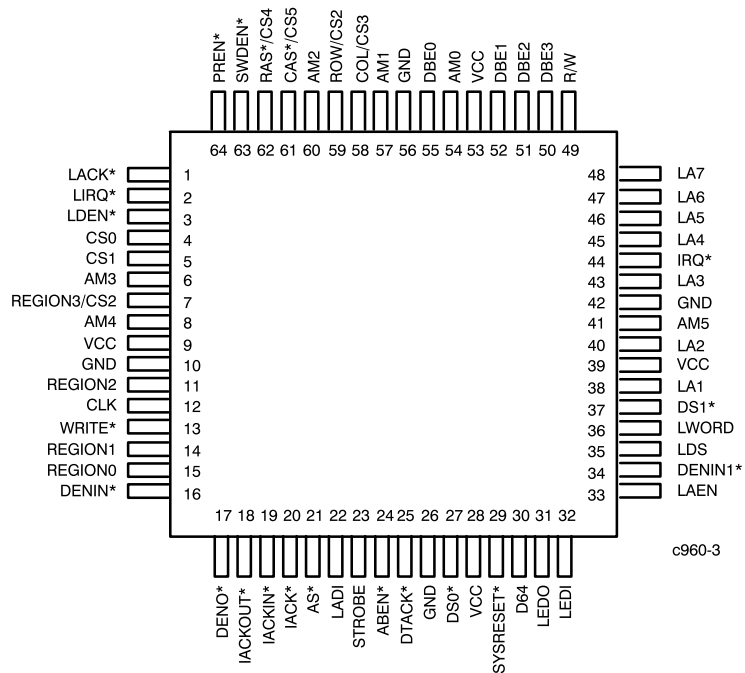 PREN*
SWDEN*
RAS*/CS4
CAS*/CS5
AM2
ROW/CS2
COL/CS3
AM1
GND
DBE0
AM0
VCC
DBE1
DBE2
DBE3
R/W
64 63 62 61 60 59 58 57 56 55 54 53 52 51 50 49
LACK* 1
LIRQ* 2
LDEN* 3
CS0 4
CS1 5
AM3 6
REGION3/CS2 7
AM4 8
VCC 9
GND 10
REGION2 11
CLK 12
WRITE* 13
REGION1 14
REGION0 15
DENIN* 16
48 LA7
47 LA6
46 LA5
45 LA4
44 IRQ*
43 LA3
42 GND
41 AM5
40 LA2
39 VCC
38 LA1
37 DS1*
36 LWORD
35 LDS
34 DENIN1*
33 LAEN
17 18 19 20 21 22 23 24 25 26 27 28 29 30 31 32
DENO*
IACKOUT*
IACKIN*
IACK*
AS*
LADI
STROBE
ABEN*
DTACK*
GND
DS0*
VCC
SYSRESET*
D64
LEDO
LEDI
c960-3